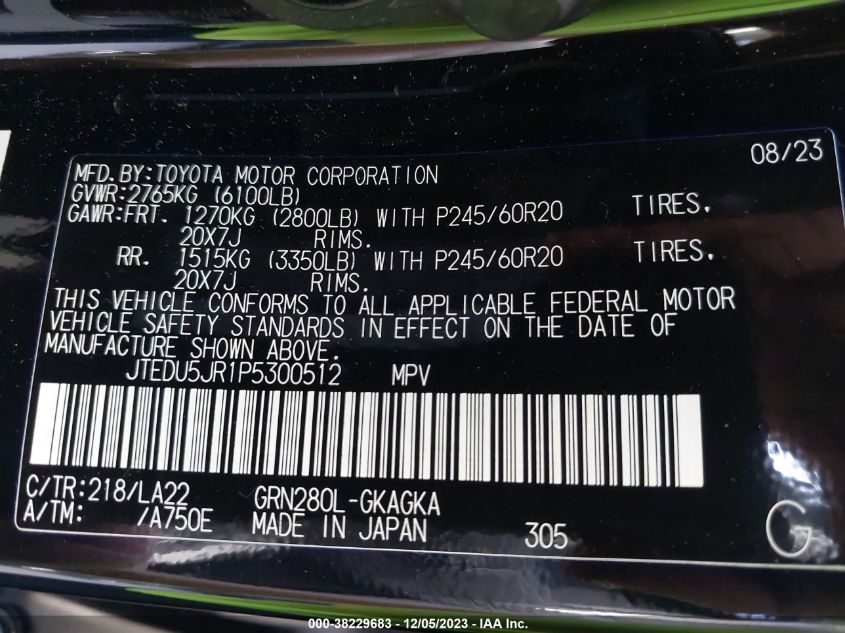 08/23
MFD.BY:TOYOTA MOTOR CORPORATION
GVWR:2765KG (6100LB)
GAWR:FRT. 1270KG (2800LB) WITH P245/60R20 TIRES.
20X7J RIMS.
RR. 1515KG (3350LB) WITH P245/60R20 TIRES.
20X7J RIMS.
THIS VEHICLE CONFORMS TO ALL APPLICABLE FEDERAL MOTOR
VEHICLE SAFETY STANDARDS IN EFFECT ON THE DATE OF
MANUFACTURE SHOWN ABOVE.
JTEDU5JR1P5300512 MPV
C/TR:218/LA22 GRN280L-GKAGKA
A/TM: /A750E MADE IN JAPAN 305 G
000-38229683 - 12/05/2023 - IAA Inc.